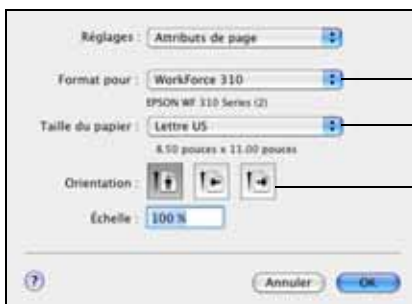 Réglages : Attributs de page
Format pour : WorkForce 310
EPSON WF 310 Series (2)
Taille du papier : Lettre US
8.50 pouces x 11.00 pouces
Orientation :
Échelle : 100 %
? Annuler OK